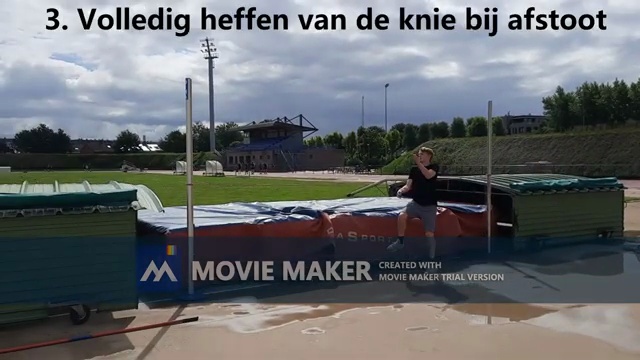 3. Volledig heffen van de knie bij afstoot
MOVIE MAKER
CREATED WITH
MOVIE MAKER TRIAL VERSION